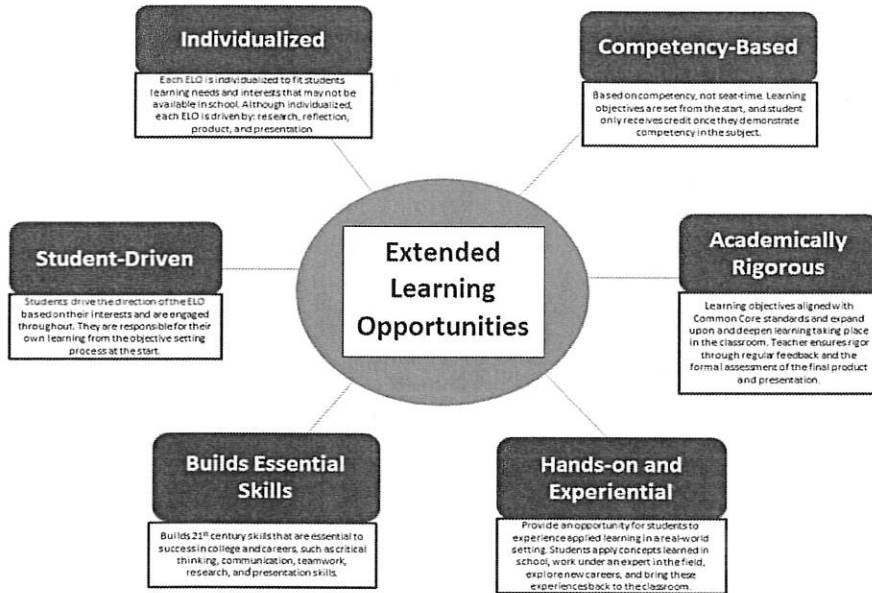 Individualized
Each ELO is individualized to fit students
learning needs and interests that may not be
available in school. Although individualized,
each ELO is driven by: research, reflection,
product, and presentation
Competency-Based
Based on competency, not seat-time. Learning
objectives are set from the start, and student
only receives credit once they demonstrate
competency in the subject.
Student-Driven
Students drive the direction of the ELO
based on their interests and are engaged
throughout. They are responsible for their
own learning from the objective setting
process at the start.
Extended
Learning
Opportunities
Academically
Rigorous
Learning objectives aligned with
Common Core standards and expand
upon and deepen learning taking place
in the classroom. Teacher ensures rigor
through regular feedback and the
formal assessment of the final product
and presentation.
Builds Essential
Skills
Builds 21st century skills that are essential to
success in college and careers, such as critical
thinking, communication, teamwork,
research, and presentation skills.
Hands-on and
Experiential
Provide an opportunity for students to
experience applied learning in a real-world
setting. Students apply concepts learned in
school, work under an expert in the field,
explore new careers, and bring these
experiences back to the classroom.